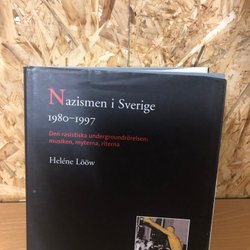 Nazismen i Sverige
1980–1997
Den rasistiska undergroundrörelsen:
musiken, myterna, riterna
Heléne Lööw